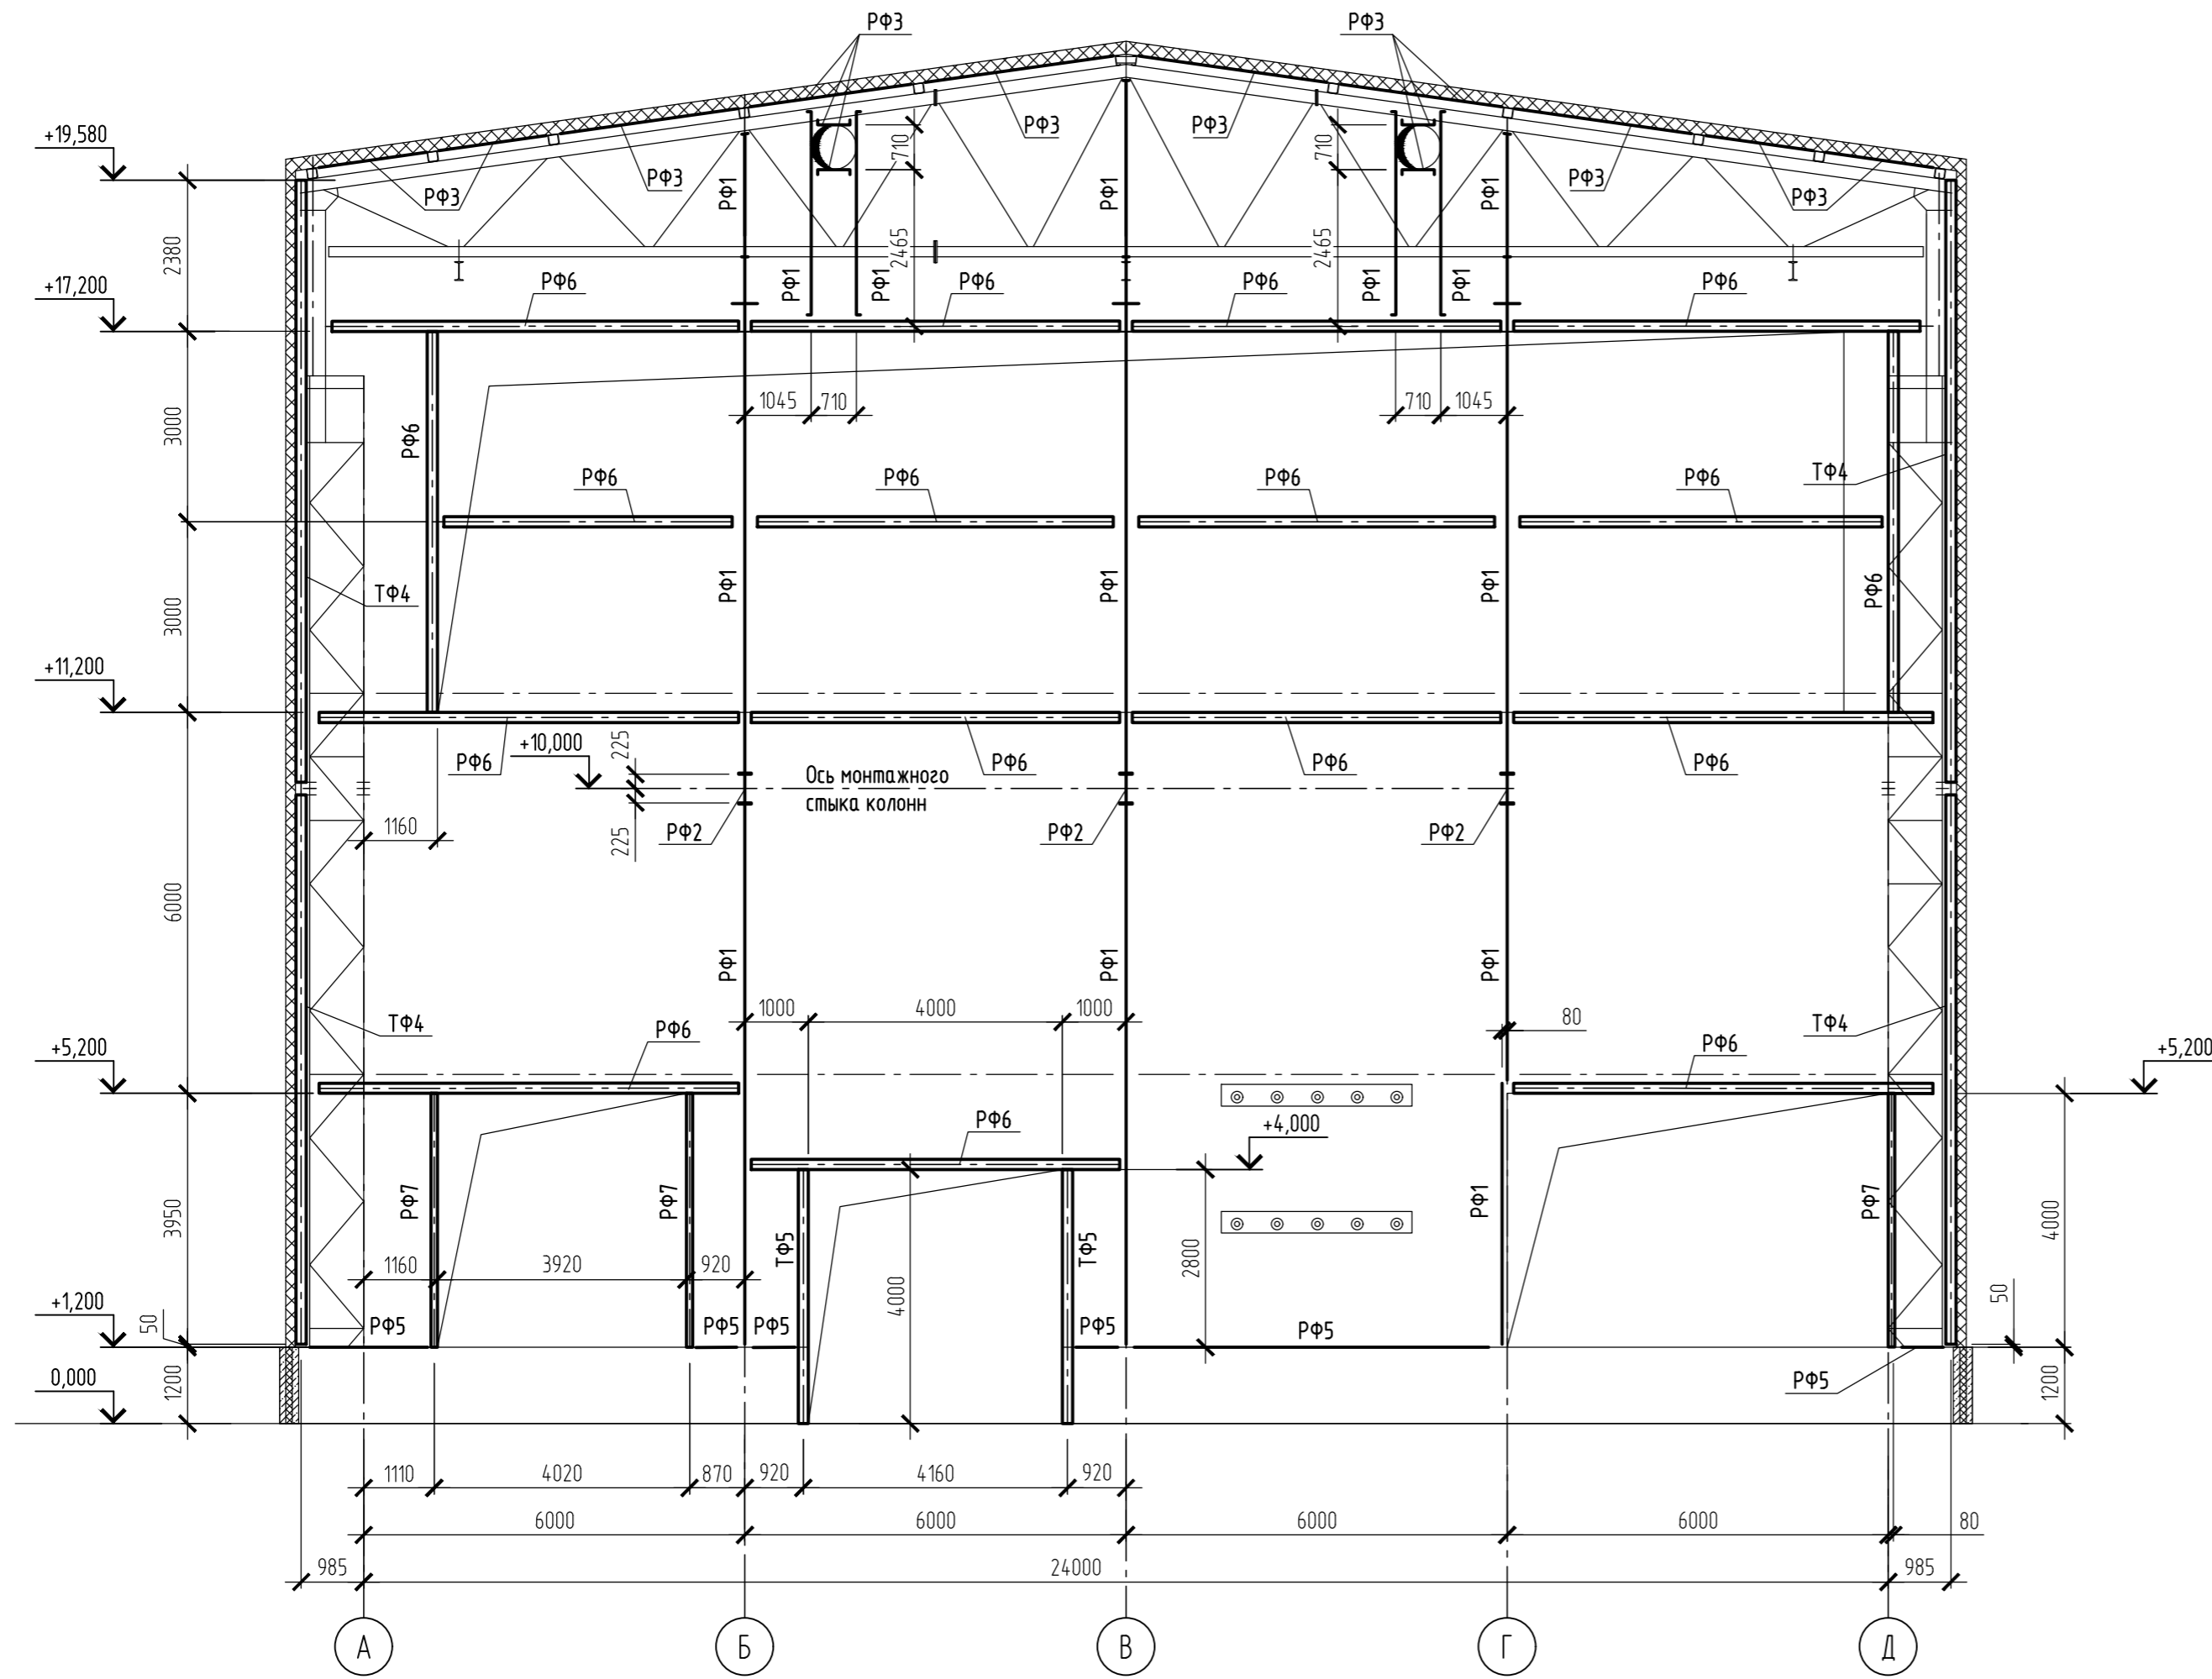 РФ3
РФ3
+19,580
710
РФ3
РФ3
710
РФ3
РФ3
РФ1
РФ1
РФ1
РФ3
РФ3
2380
2465
2465
+17,200
РФ6
РФ1
РФ1
РФ6
РФ6
РФ1
РФ1
РФ6
1045
710
710
1045
3000
РФ6
РФ6
РФ6
РФ6
РФ6
ТФ4
3000
ТФ4
РФ1
РФ1
РФ1
РФ6
+11,200
РФ6
+10,000
225
Ось монтажного
стыка колонн
РФ6
РФ6
РФ6
1160
225
РФ2
РФ2
РФ2
6000
РФ1
РФ1
РФ1
ТФ4
РФ6
1000
4000
1000
80
РФ6
ТФ4
+5,200
+5,200
РФ6
+4,000
3950
РФ7
РФ7
РФ1
РФ7
4000
1160
3920
920
ТФ5
4000
ТФ5
2800
+1,200
50
РФ5
РФ5
РФ5
РФ5
РФ5
50
0,000
1200
РФ5
1200
1110
4020
870
920
4160
920
6000
6000
6000
6000
80
985
24000
985
А
Б
В
Г
Д